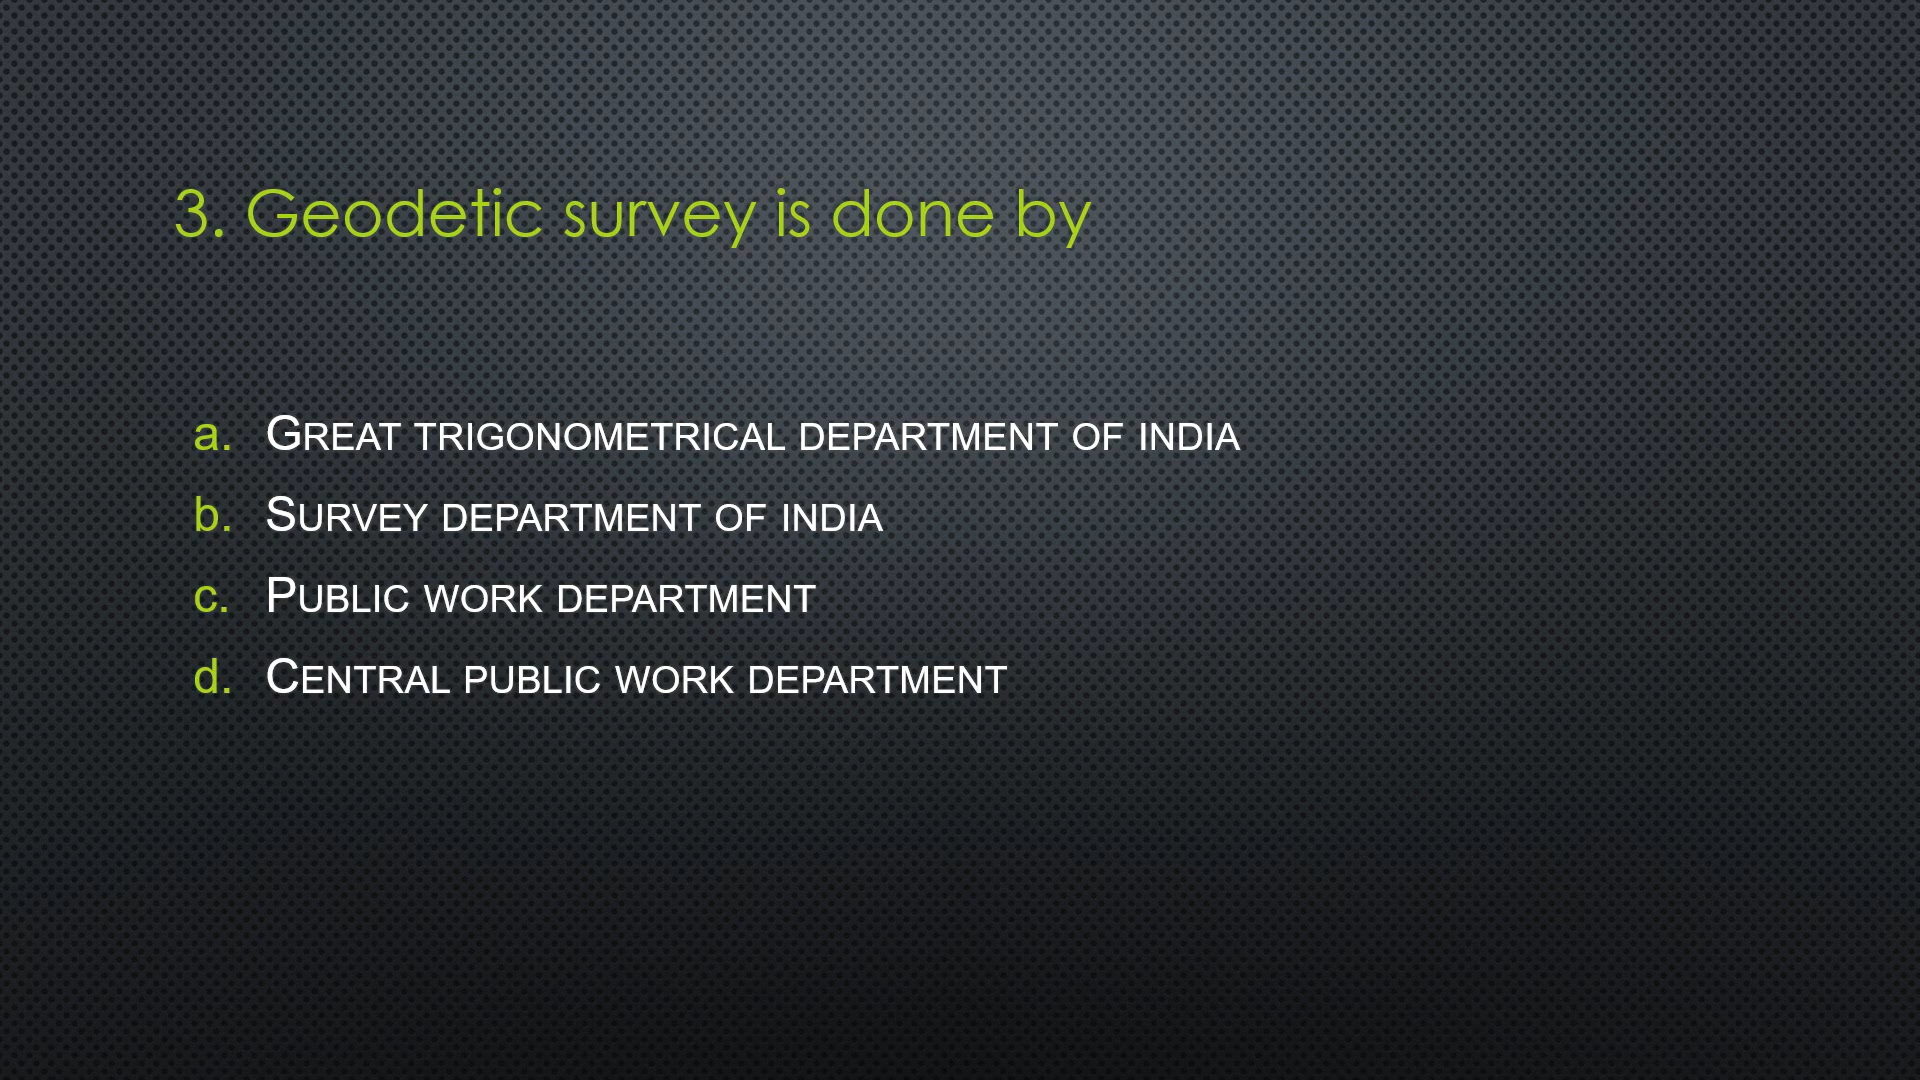 3. Geodetic survey is done by
a. Great trigonometrical department of india
b. Survey department of india
c. Public work department
d. Central public work department